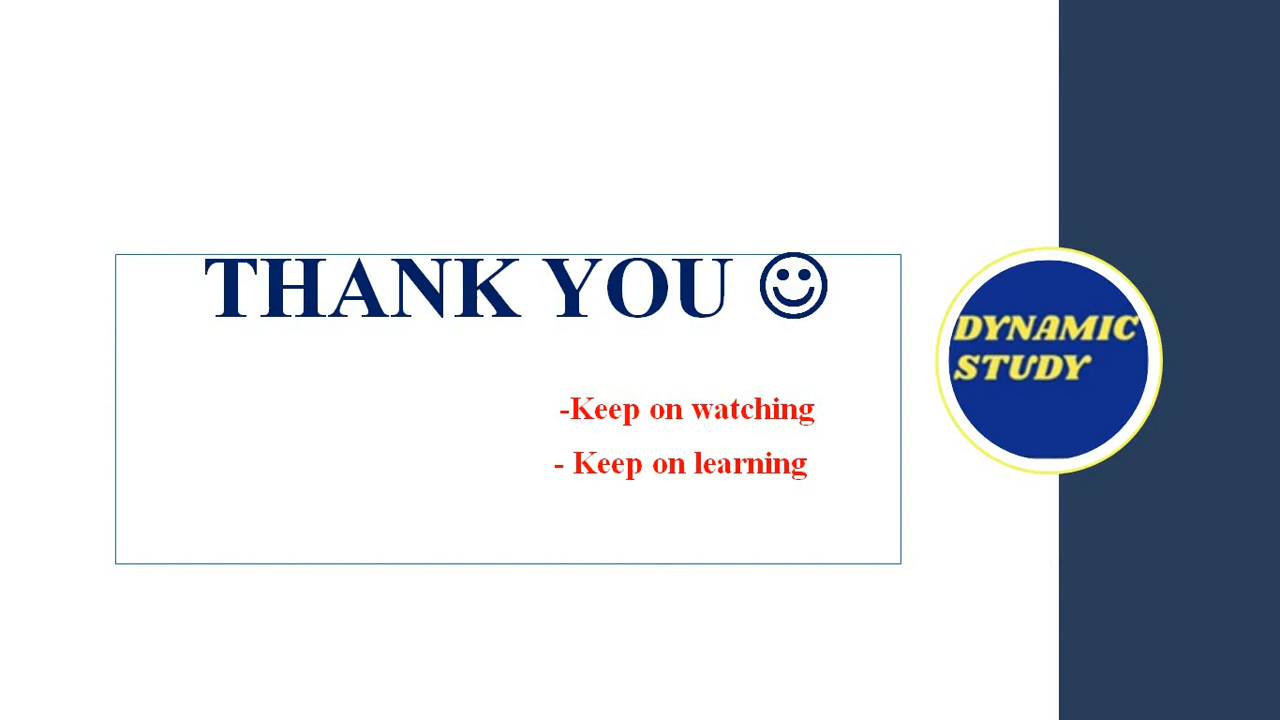 THANK YOU ☺
-Keep on watching
- Keep on learning
DYNAMIC
STUDY